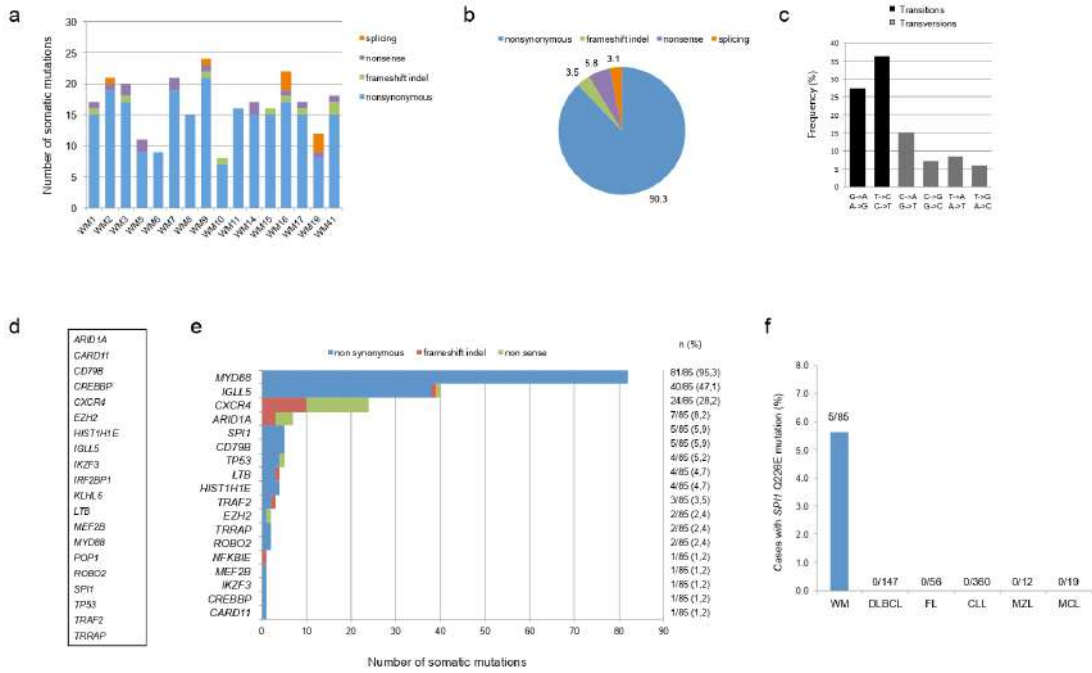 a
Number of somatic mutations
30
25
20
15
10
5
0
WM1
WM2
WM3
WM5
WM6
WM7
WM8
WM9
WM10
WM11
WM14
WM15
WM16
WM17
WM19
WM41
splicing
nonsense
frameshift indel
nonsynonymous
b
nonsynonymous frameshift indel nonsense splicing
3.5
5.8
3.1
90.3
c
Transitions
Transversions
Frequency (%)
40
35
30
25
20
15
10
5
0
G->A T->C C->A C->G T->A T->G
A->G C->T G->T G->C A->T A->C
d
ARID1A
CARD11
CD79B
CREBBP
CXCR4
EZH2
HIST1H1E
IGLL5
IKZF3
IRF2BP1
KLHL6
LTB
MEF2B
MYD88
POP1
ROBO2
SPI1
TP53
TRAF2
TRRAP
e
non synonymous frameshift indel non sense
n (%)
MYD88 81/85 (95,3)
IGLL5 40/85 (47,1)
CXCR4 24/85 (28,2)
ARID1A 7/85 (8,2)
SPI1 5/85 (5,9)
CD79B 5/85 (5,9)
TP53 4/85 (5,2)
LTB 4/85 (4,7)
HIST1H1E 4/85 (4,7)
TRAF2 3/85 (3,5)
EZH2 2/85 (2,4)
TRRAP 2/85 (2,4)
ROBO2 2/85 (2,4)
NFKBIE 1/85 (1,2)
MEF2B 1/85 (1,2)
IKZF3 1/85 (1,2)
CREBBP 1/85 (1,2)
CARD11 1/85 (1,2)
0 10 20 30 40 50 60 70 80 90
Number of somatic mutations
f
Cases with SPI1 Q226E mutation (%)
8.0
7.0
6.0
5.0
4.0
3.0
2.0
1.0
0.0
5/85
0/147 0/56 0/360 0/12 0/19
WM DLBCL FL CLL MZL MCL